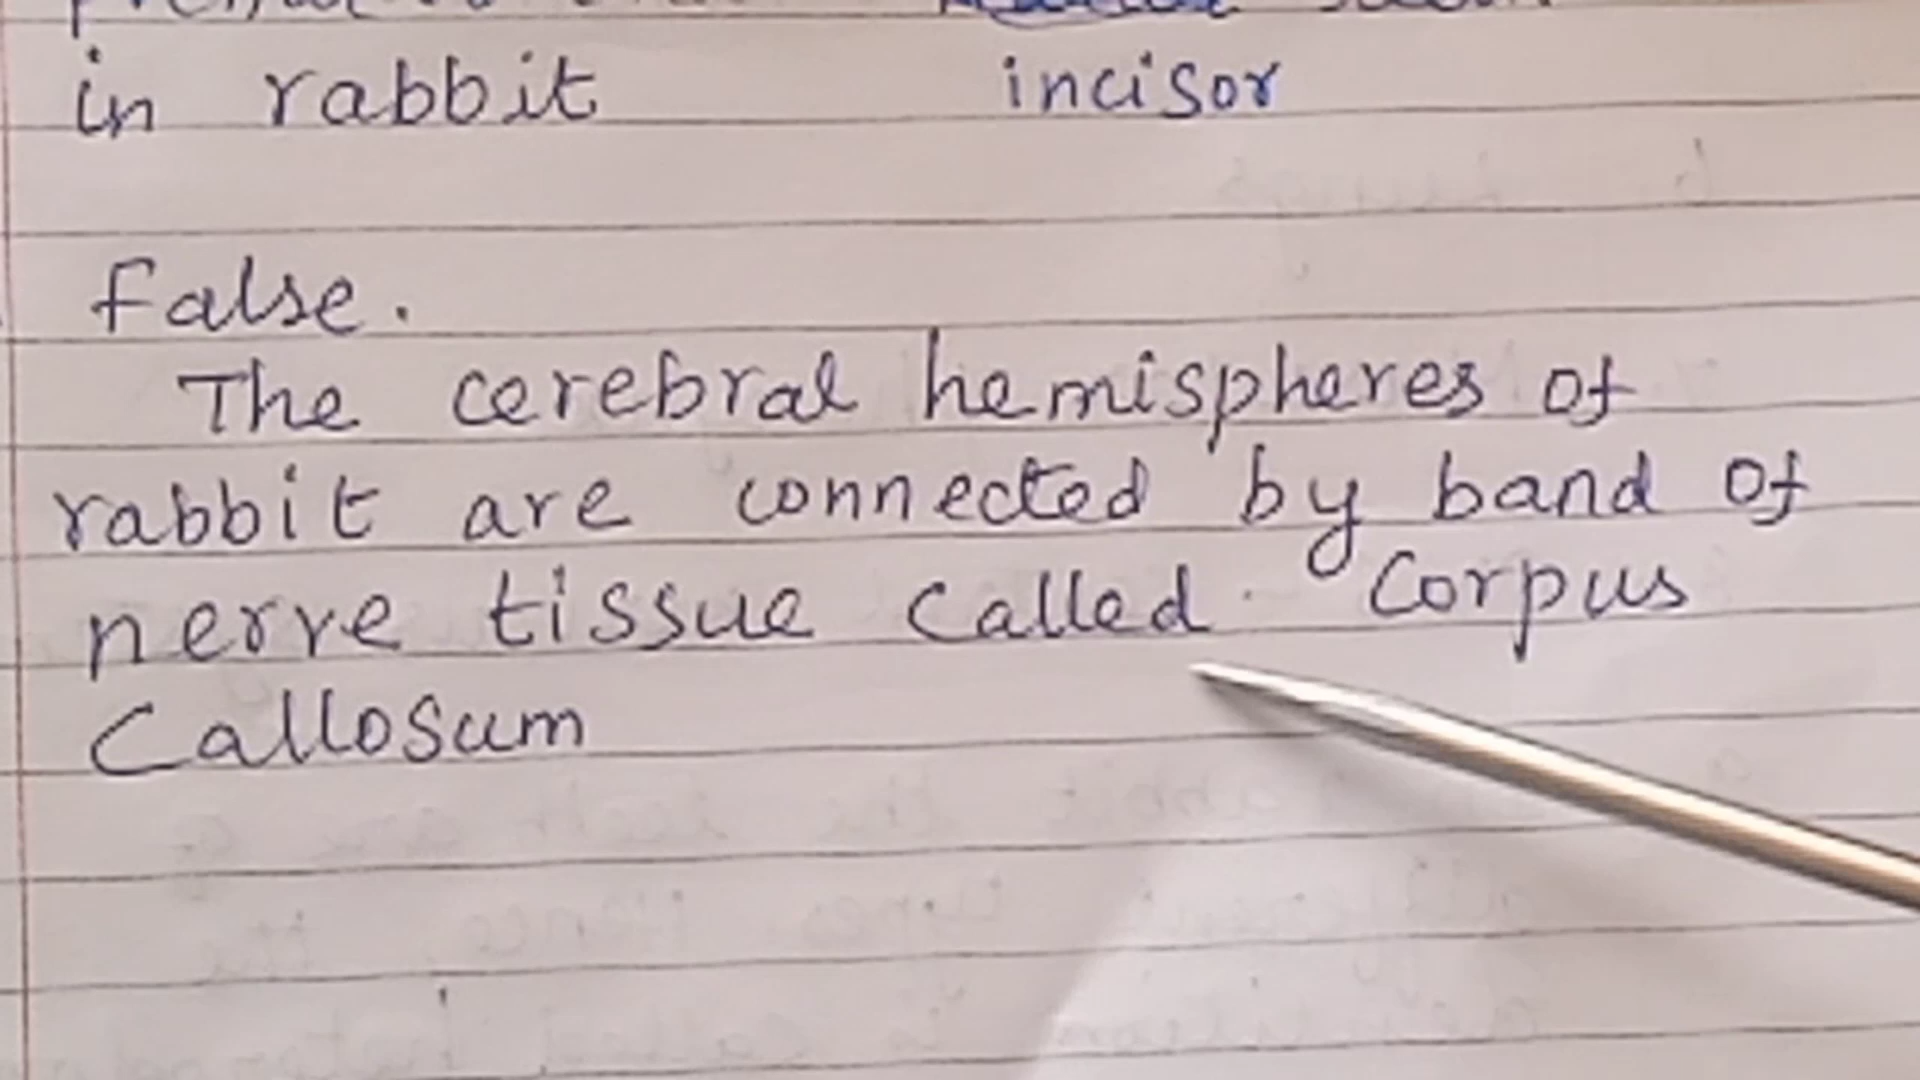 in rabbit incisor
False.
The cerebral hemispheres of
rabbit are connected by band of
nerve tissue called Corpus
Callosum